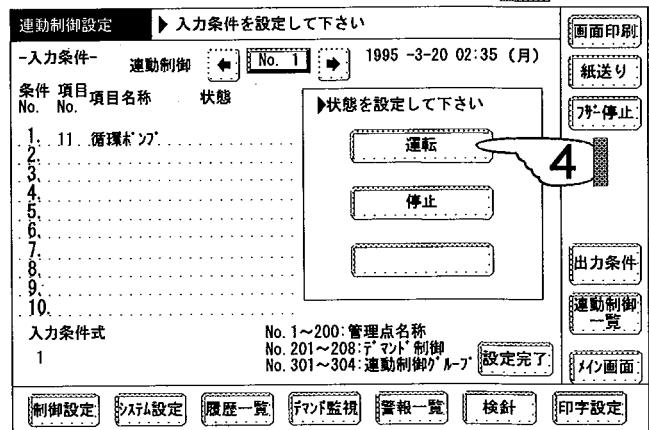 連動制御設定 ▶ 入力条件を設定して下さい
画面印刷
-入力条件- 連動制御 ← No. 1 → 1995 -3-20 02:35 (月)
紙送り
条件 項目 項目名称 状態
No. No.
▶状態を設定して下さい
ﾌﾞｻﾞｰ停止
1. 11 循環ﾎﾟﾝﾌﾟ
運転
4
2.
3.
4.
停止
5.
6.
7.
8.
出力条件
9.
10.
連動制御
一覧
入力条件式
No. 1～200:管理点名称
1
No. 201～208:ﾃﾞﾏﾝﾄﾞ制御
No. 301～304:連動制御ｸﾞﾙｰﾌﾟ
設定完了
ﾒｲﾝ画面
制御設定 ｼｽﾃﾑ設定 履歴一覧 ﾃﾞﾏﾝﾄﾞ監視 警報一覧 検針 印字設定